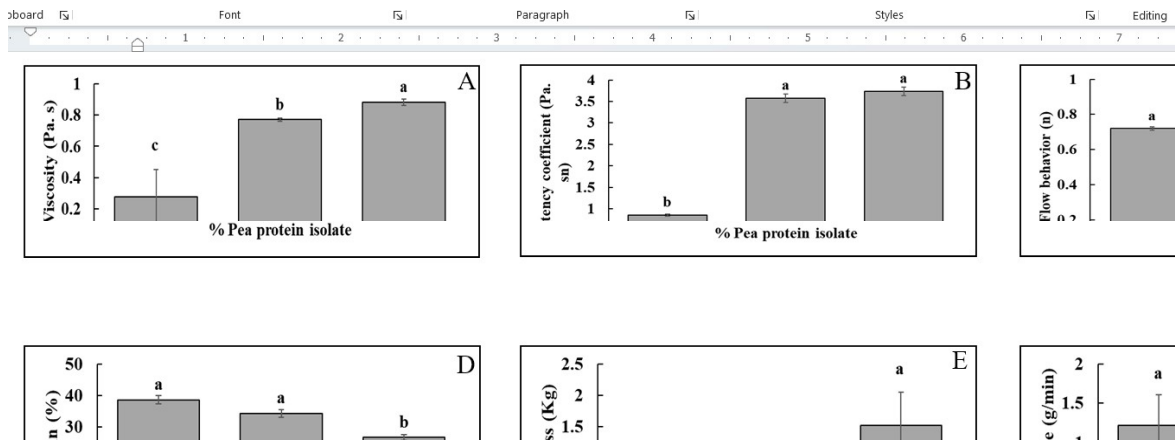 Font Paragraph Styles Editing
1 2 3 4 5 6 7
A
1
0.8
0.6
0.4
0.2
Viscosity (Pa. s)
c b a
% Pea protein isolate
B
4
3.5
3
2.5
2
1.5
1
coefficient (Pa.
sn)
b a a
% Pea protein isolate
1
0.8
0.6
0.4
0.2
Flow behavior (n)
a
D
50
40
30
(%)
a a b
E
2.5
2
1.5
(Kg)
a
2
1.5
1
(g/min)
a